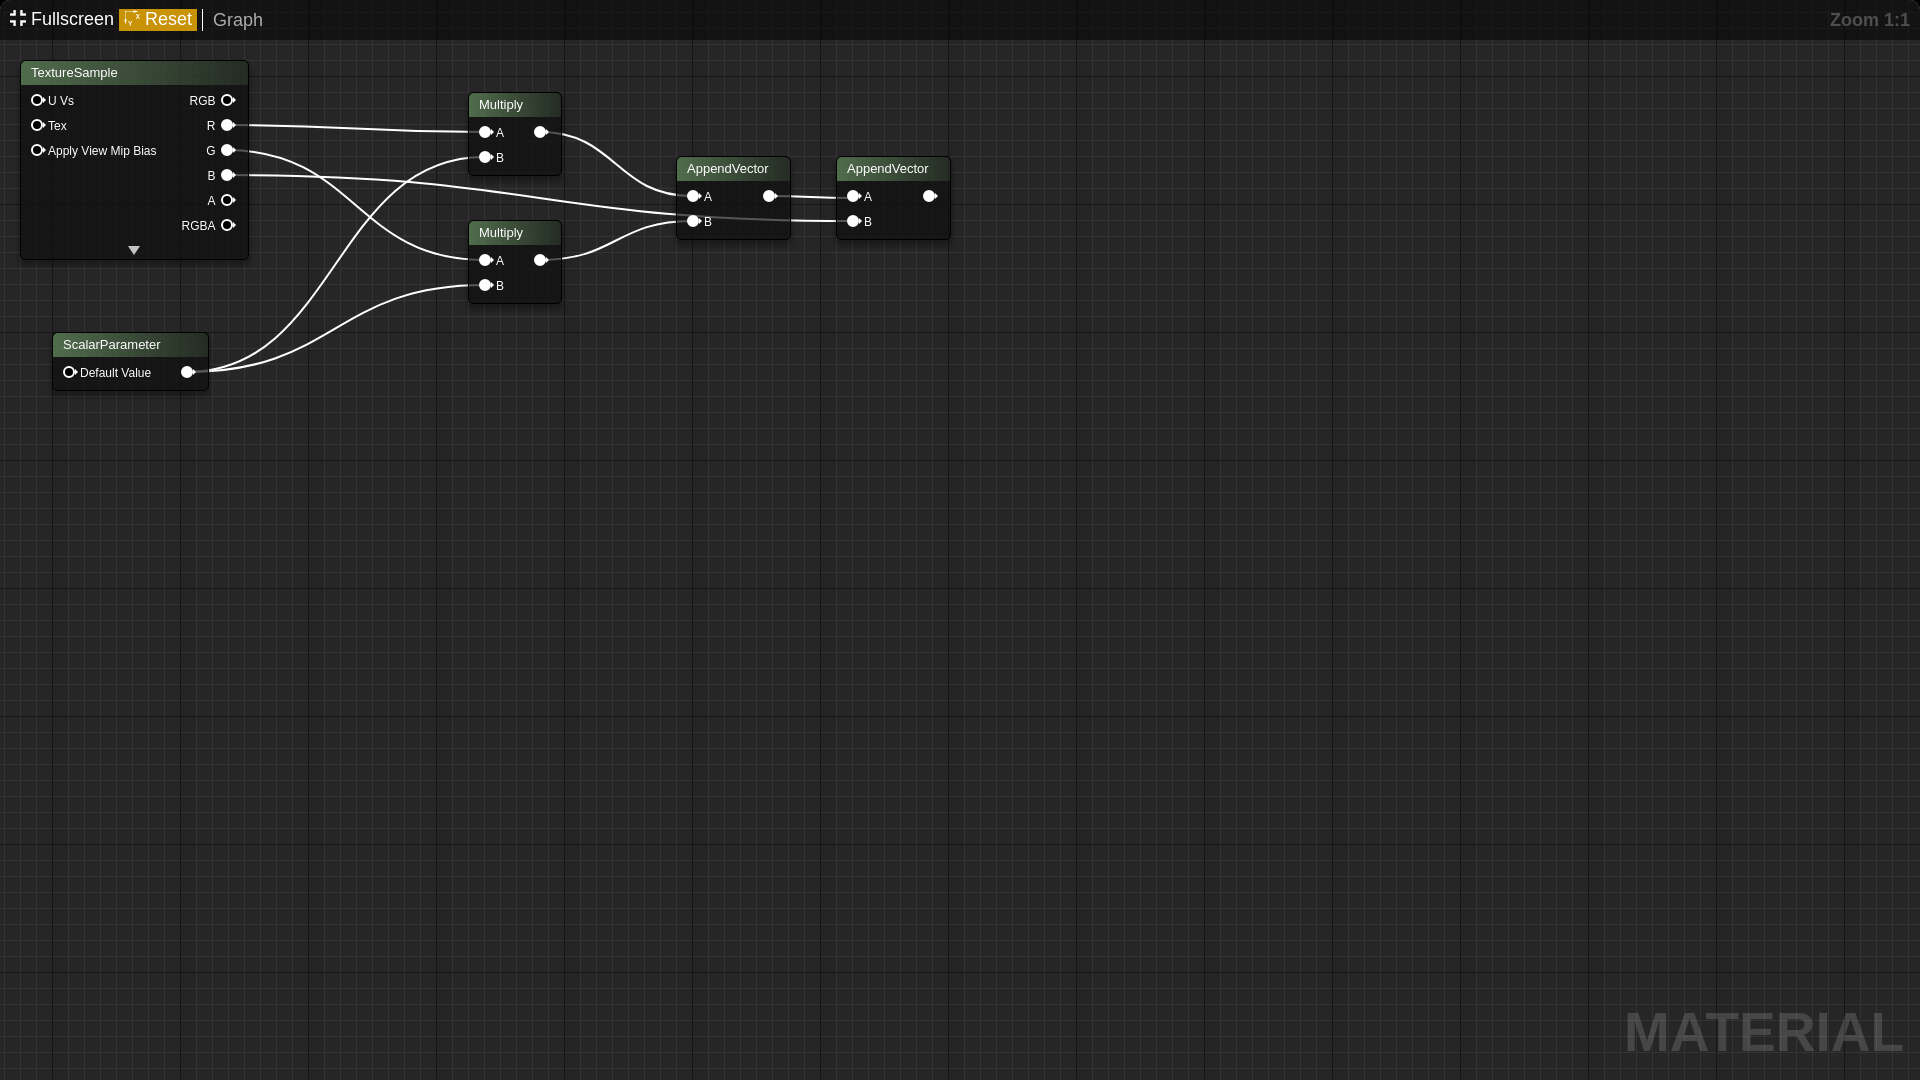 Fullscreen Reset Graph
Zoom 1:1
TextureSample
U Vs RGB
Tex R
Apply View Mip Bias G
B
A
RGBA
Multiply
A
B
Multiply
A
B
AppendVector
A
B
AppendVector
A
B
ScalarParameter
Default Value
MATERIAL